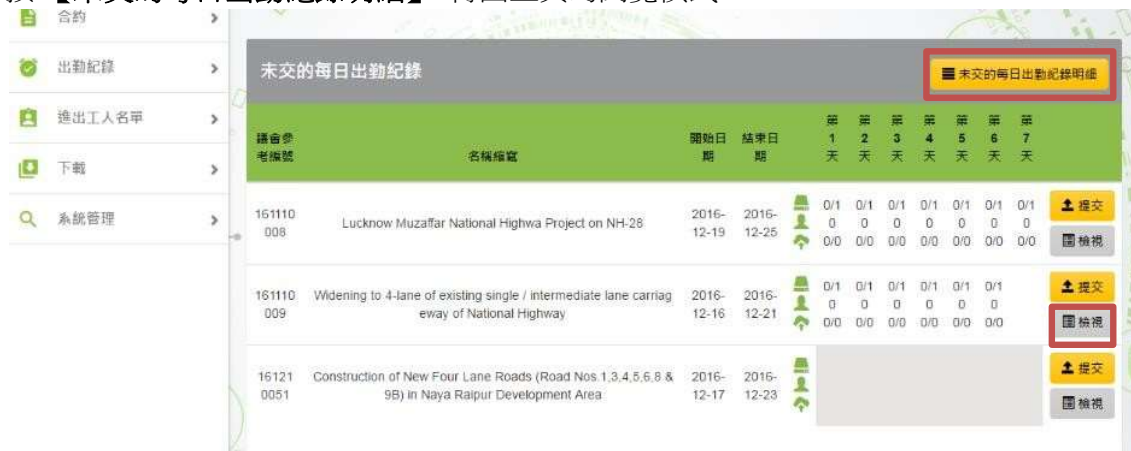 合約
出勤紀錄
進出工人名單
下載
系統管理
未交的每日出勤紀錄
未交的每日出勤紀錄明細
議會參考編號 名稱縮寫 開始日期 結束日期 第1天 第2天 第3天 第4天 第5天 第6天 第7天
161110 Lucknow Muzaffar National Highwa Project on NH-28 2016- 2016- 0/1 0/1 0/1 0/1 0/1 0/1 0/1 提交
008 12-19 12-25 0 0 0 0 0 0 0
0/0 0/0 0/0 0/0 0/0 0/0 0/0 檢視
161110 Widening to 4-lane of existing single / intermediate lane carriag 2016- 2016- 0/1 0/1 0/1 0/1 0/1 0/1 提交
009 eway of National Highway 12-16 12-21 0 0 0 0 0 0
0/0 0/0 0/0 0/0 0/0 0/0 檢視
16121 Construction of New Four Lane Roads (Road Nos.1,3,4,5,6,8 & 2016- 2016- 提交
0051 9B) in Naya Raipur Development Area 12-17 12-23 檢視